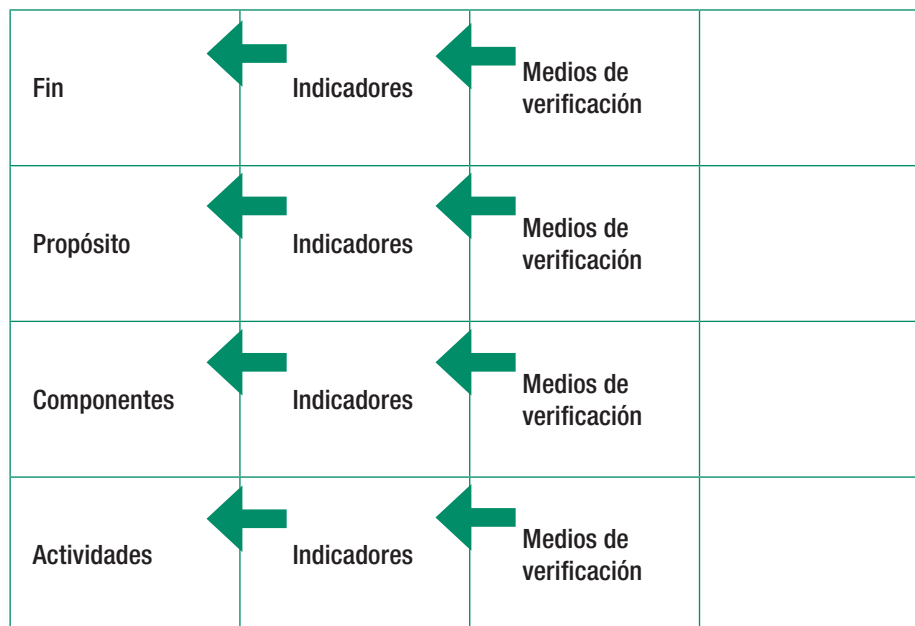 Fin
Indicadores
Medios de
verificación
Propósito
Indicadores
Medios de
verificación
Componentes
Indicadores
Medios de
verificación
Actividades
Indicadores
Medios de
verificación